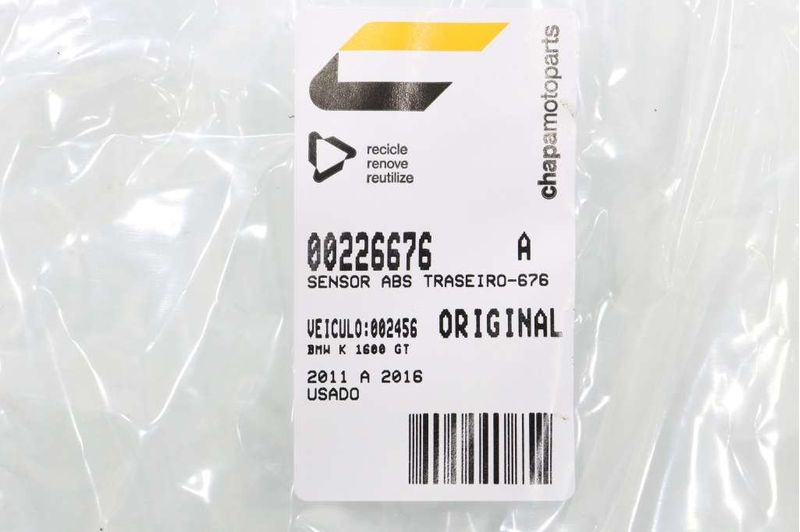 chapamotoparts
recicle
renove
reutilize
00226676 A
SENSOR ABS TRASEIRO-676
VEICULO:002456 ORIGINAL
BMW K 1600 GT
2011 A 2016
USADO